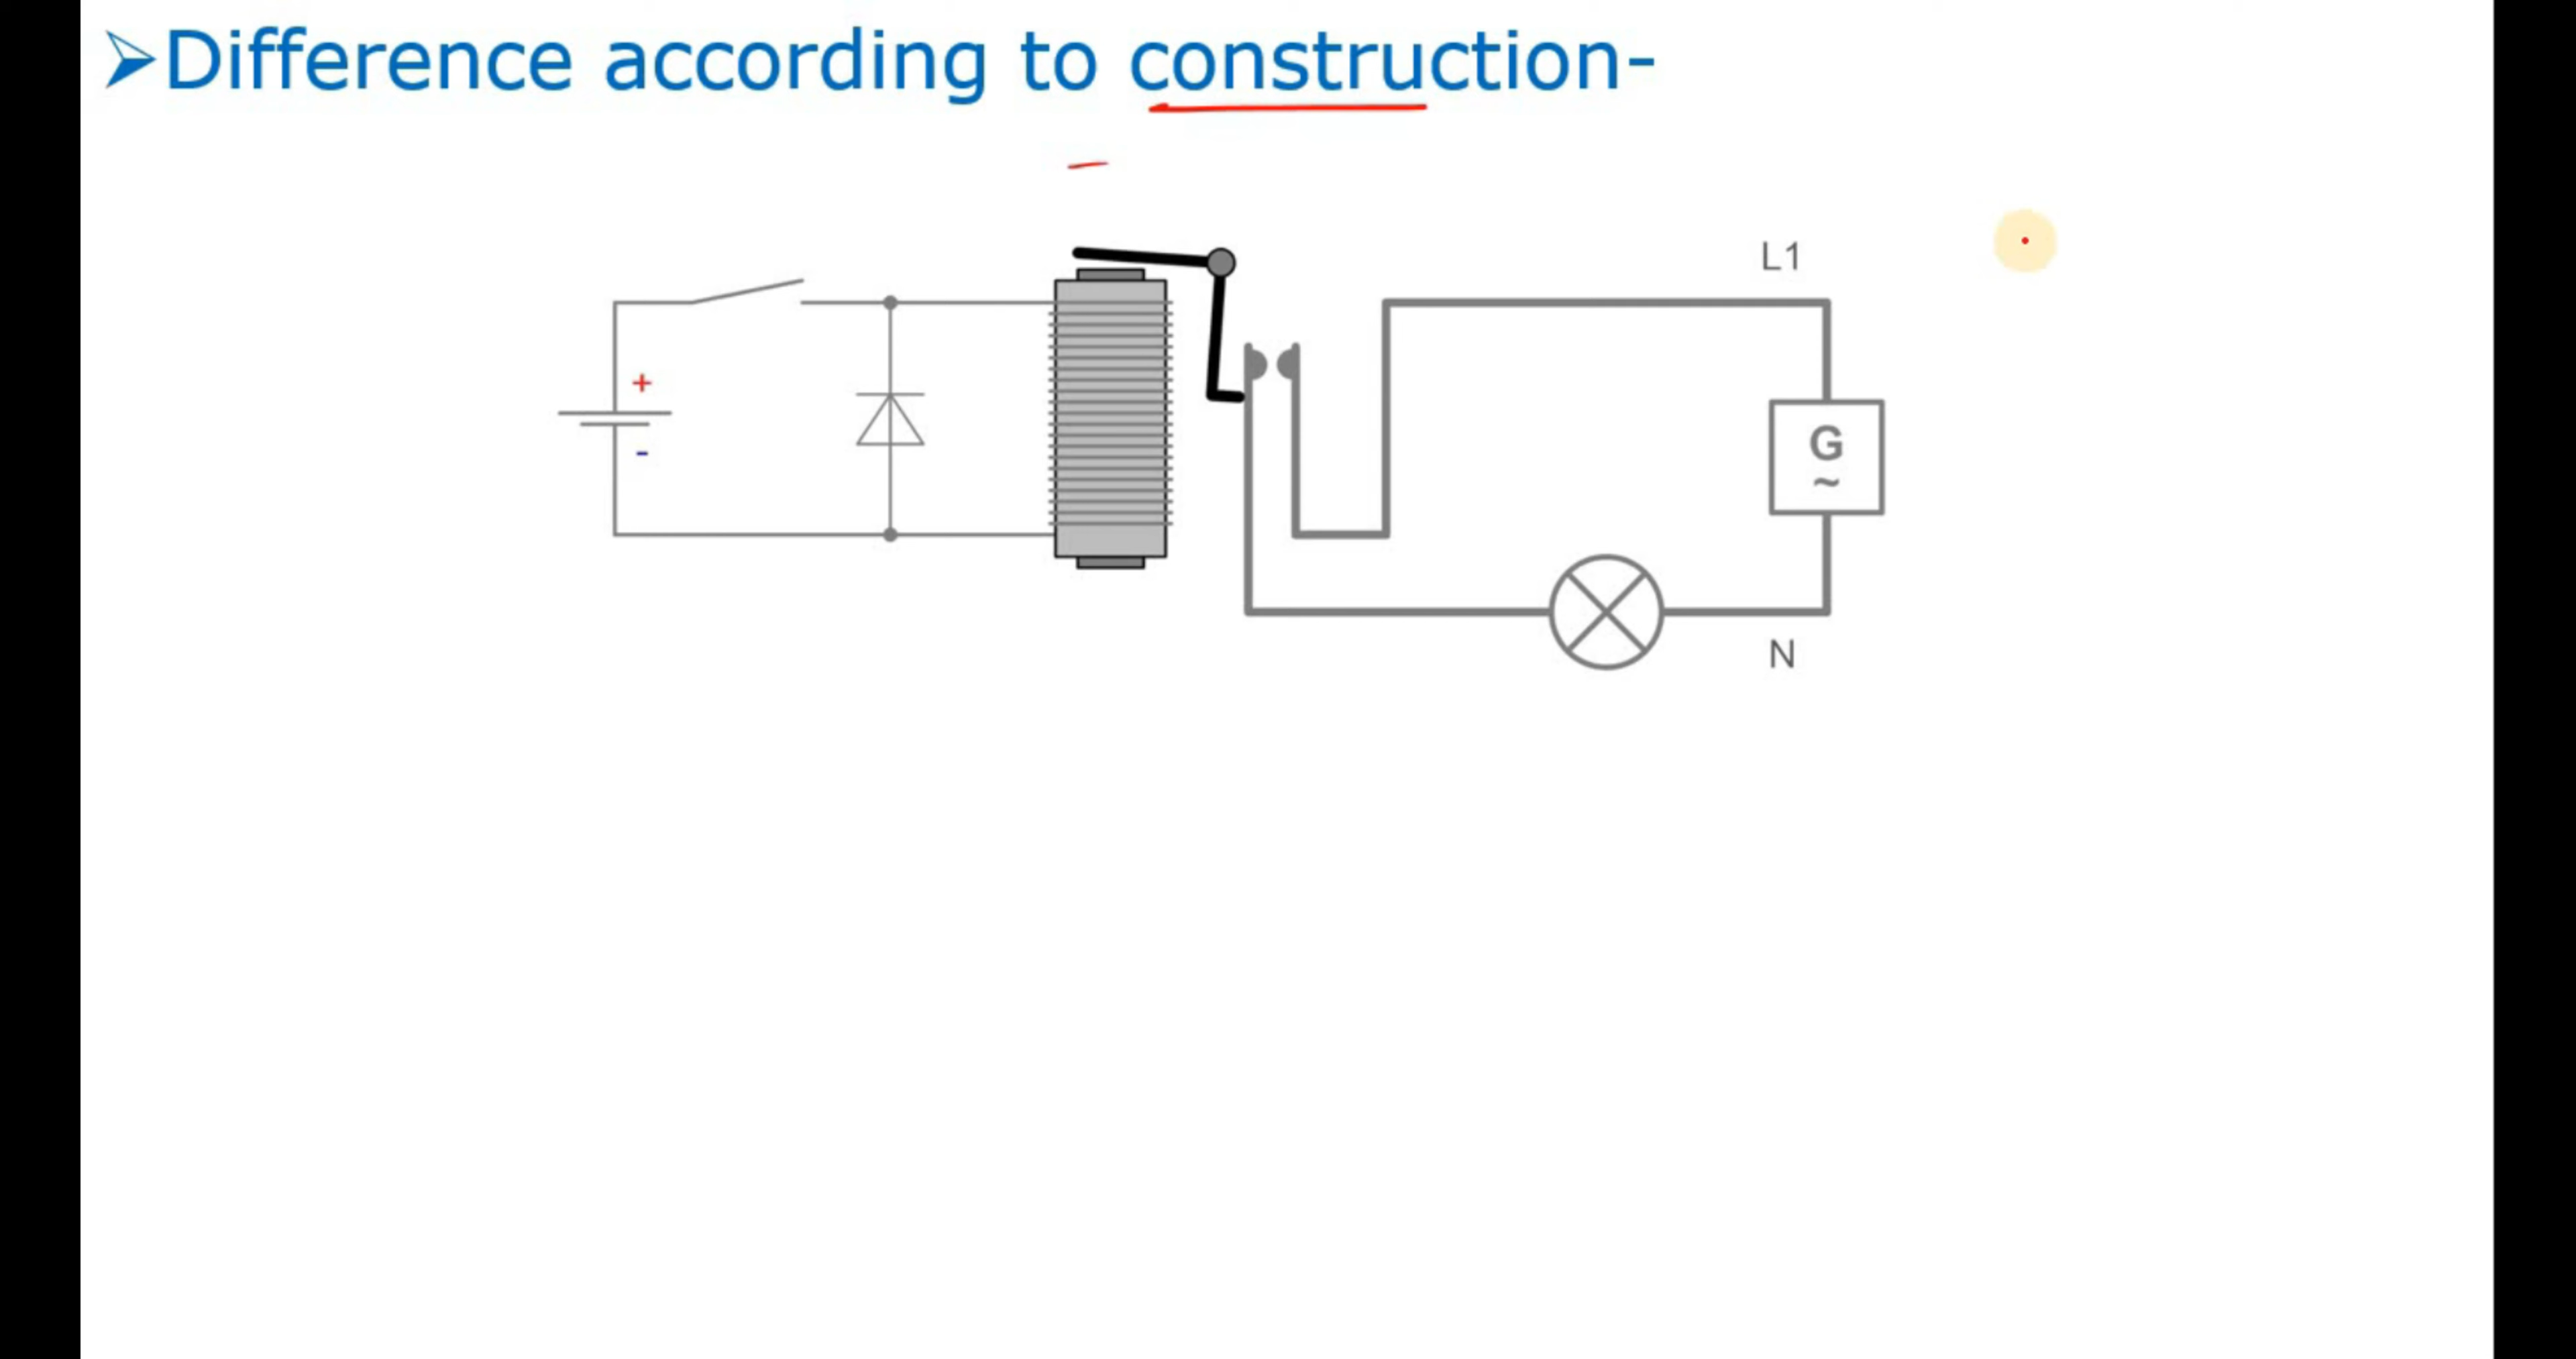 Difference according to construction-
L1
+
G
~
-
N